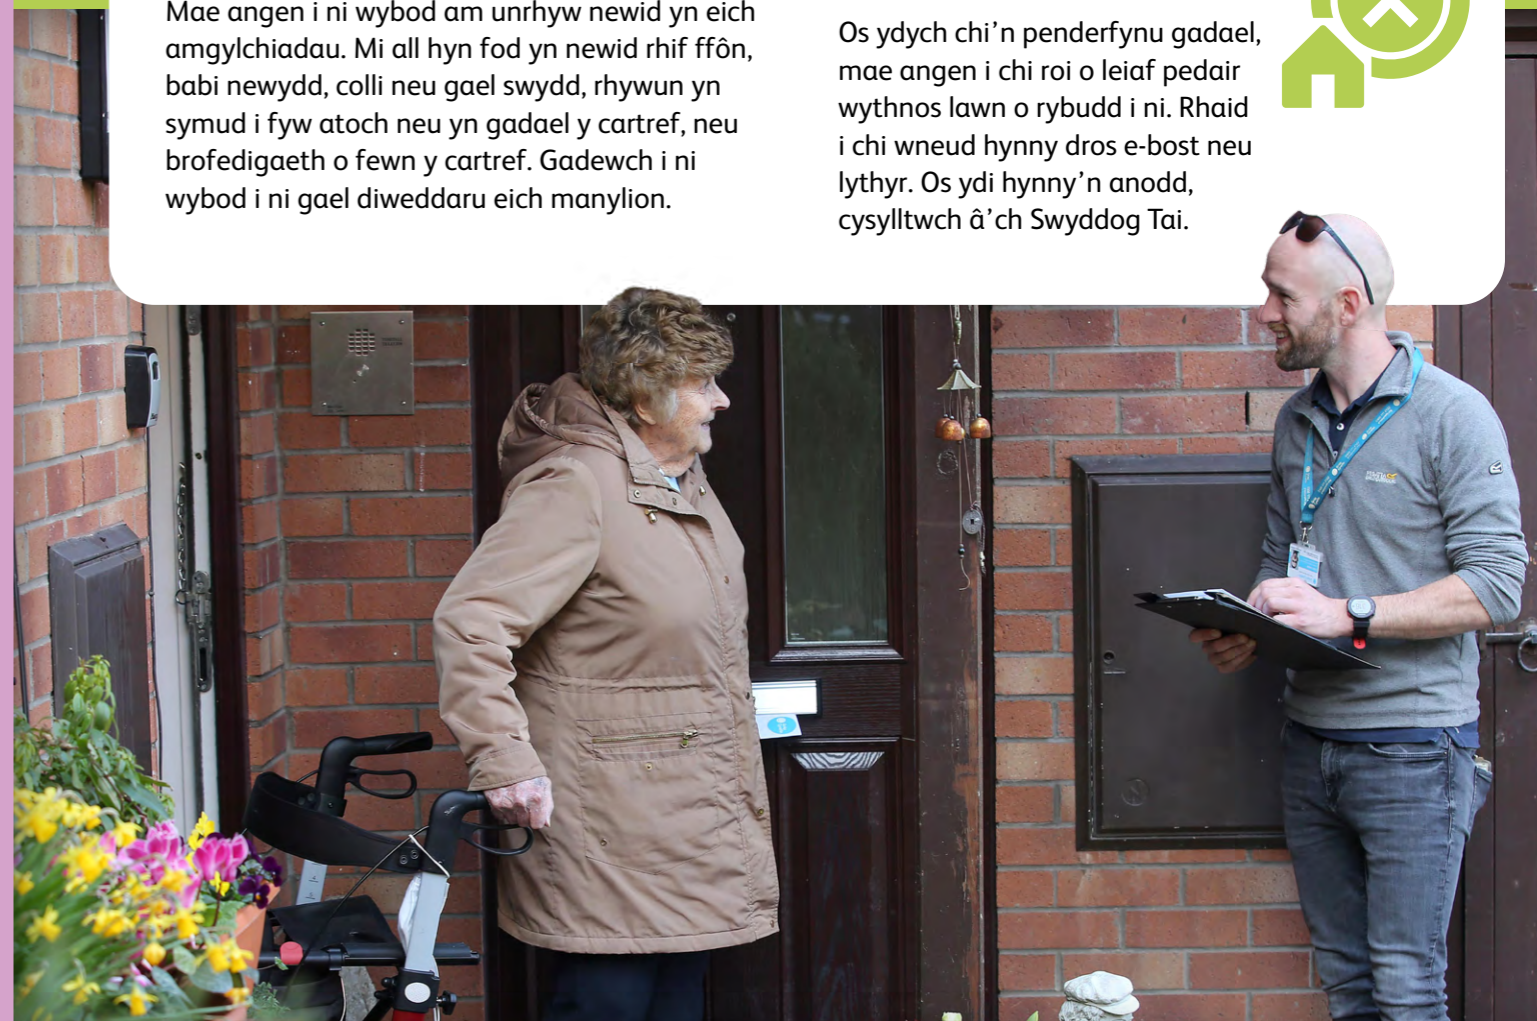 Mae angen i ni wybod am unrhyw newid yn eich
amgylchiadau. Mi all hyn fod yn newid rhif ffôn,
babi newydd, colli neu gael swydd, rhywun yn
symud i fyw atoch neu yn gadael y cartref, neu
brofedigaeth o fewn y cartref. Gadewch i ni
wybod i ni gael diweddaru eich manylion.
Os ydych chi’n penderfynu gadael,
mae angen i chi roi o leiaf pedair
wythnos lawn o rybudd i ni. Rhaid
i chi wneud hynny dros e-bost neu
lythyr. Os ydi hynny’n anodd,
cysylltwch â’ch Swyddog Tai.